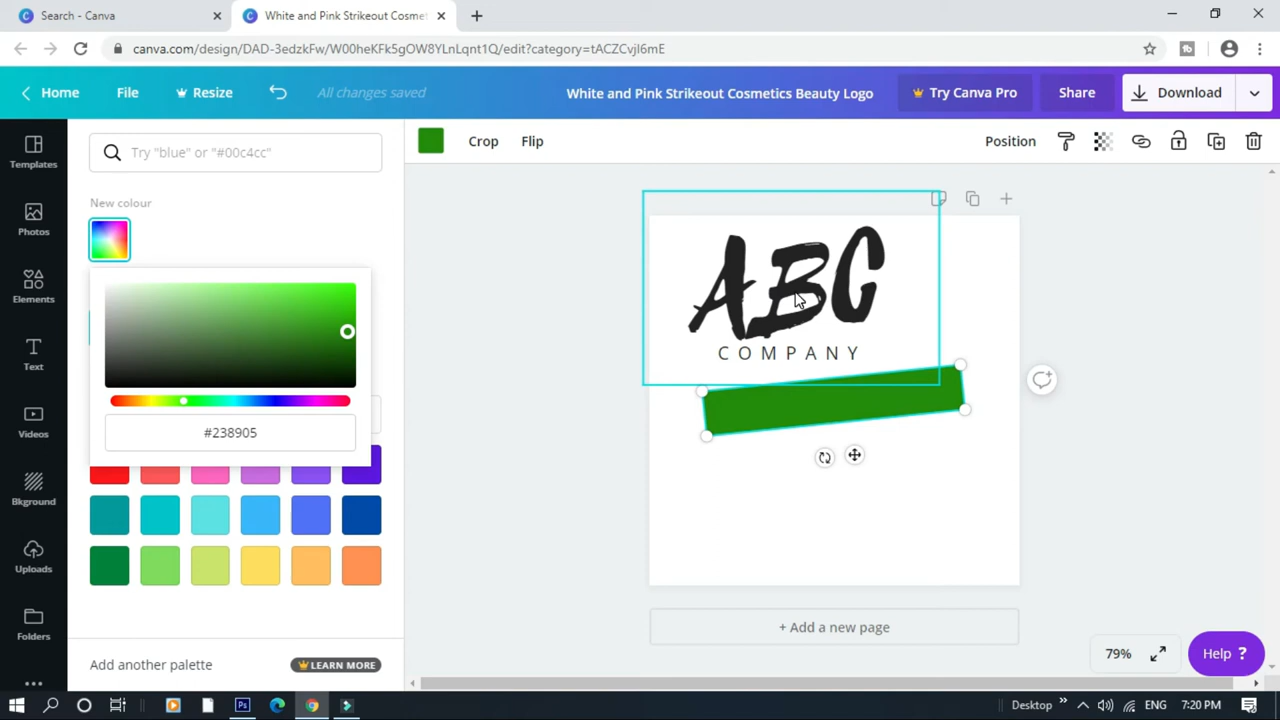 Search - Canva
White and Pink Strikeout Cosmet
canva.com/design/DAD-3edzkFw/W00heKFk5gOW8YLnLqnt1Q/edit?category=tACZCvjI6mE
Home
File
Resize
All changes saved
White and Pink Strikeout Cosmetics Beauty Logo
Try Canva Pro
Share
Download
Templates
Try "blue" or "#00c4cc"
Crop
Flip
Position
Photos
New colour
Elements
ABC
COMPANY
Text
#238905
Videos
Bkground
Uploads
Folders
+ Add a new page
79%
Help ?
Add another palette
LEARN MORE
Ps
Desktop
ENG
7:20 PM